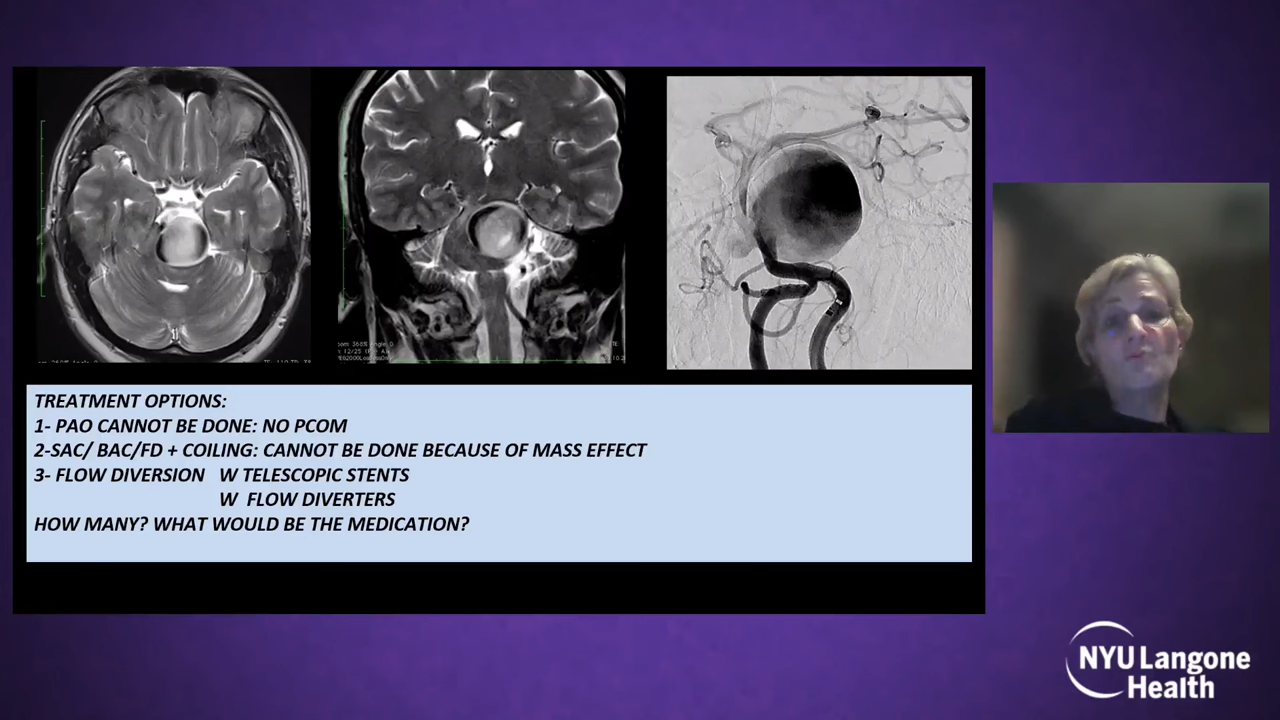 TREATMENT OPTIONS:
1- PAO CANNOT BE DONE: NO PCOM
2-SAC/ BAC/FD + COILING: CANNOT BE DONE BECAUSE OF MASS EFFECT
3- FLOW DIVERSION W TELESCOPIC STENTS
W FLOW DIVERTERS
HOW MANY? WHAT WOULD BE THE MEDICATION?
NYU Langone
Health